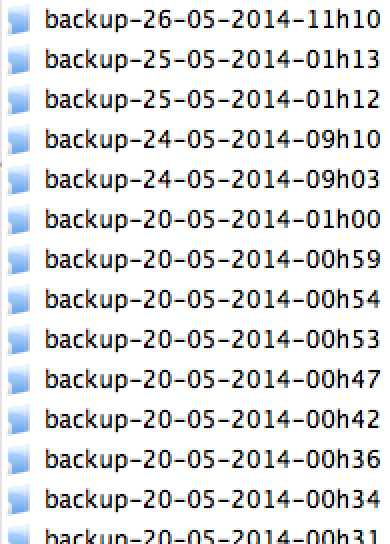 backup-26-05-2014-11h10
backup-25-05-2014-01h13
backup-25-05-2014-01h12
backup-24-05-2014-09h10
backup-24-05-2014-09h03
backup-20-05-2014-01h00
backup-20-05-2014-00h59
backup-20-05-2014-00h54
backup-20-05-2014-00h53
backup-20-05-2014-00h47
backup-20-05-2014-00h42
backup-20-05-2014-00h36
backup-20-05-2014-00h34
backup-20-05-2014-00h31